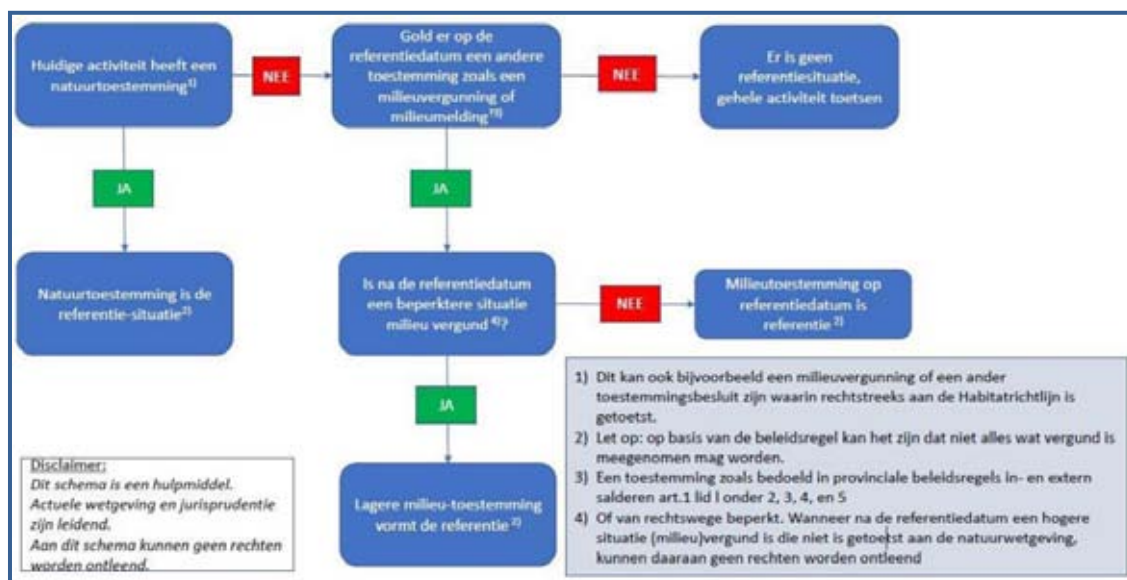 Huidige activiteit heeft een
natuurtoestemming1)
NEE
Gold er op de
referentiedatum een andere
toestemming zoals een
milieuvergunning of
milieumelding?3)
NEE
Er is geen
referentiesituatie,
gehele activiteit toetsen
JA
JA
Natuurtoestemming is de
referentie-situatie2)
Is na de referentiedatum
een beperktere situatie
milieu vergund 4)?
NEE
Milieutoestemming op
referentiedatum is
referentie 2)
JA
Lagere milieu-toestemming
vormt de referentie 2)
Disclaimer:
Dit schema is een hulpmiddel.
Actuele wetgeving en jurisprudentie
zijn leidend.
Aan dit schema kunnen geen rechten
worden ontleend.
1) Dit kan ook bijvoorbeeld een milieuvergunning of een ander
toestemmingsbesluit zijn waarin rechtstreeks aan de Habitatrichtlijn is
getoetst.
2) Let op: op basis van de beleidsregel kan het zijn dat niet alles wat vergund is
meegenomen mag worden.
3) Een toestemming zoals bedoeld in provinciale beleidsregels in- en extern
salderen art.1 lid l onder 2, 3, 4, en 5
4) Of van rechtswege beperkt. Wanneer na de referentiedatum een hogere
situatie (milieu)vergund is die niet is getoetst aan de natuurwetgeving,
kunnen daaraan geen rechten worden ontleend